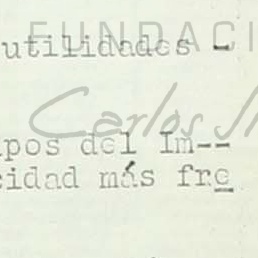 FUNDACI
utilidades -
Carlos
pos del Im--
cidad más fre